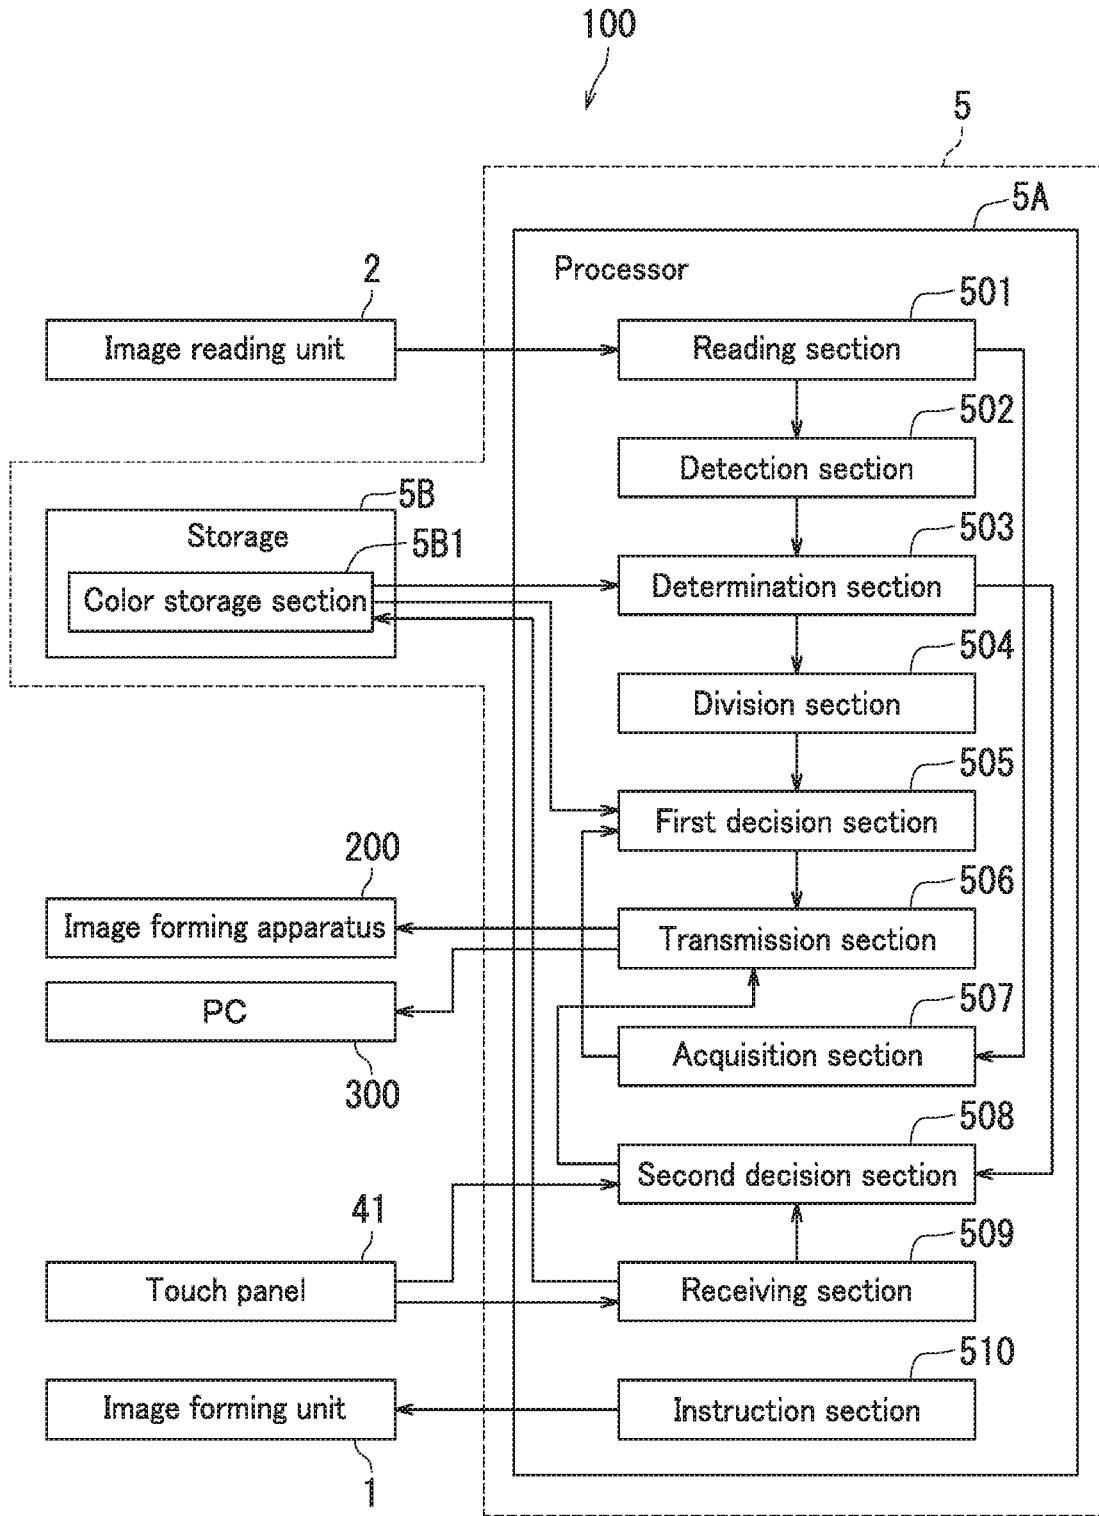 100
5
5A
Processor
2
501
Image reading unit
Reading section
502
Detection section
5B
Storage
5B1
503
Color storage section
Determination section
504
Division section
505
First decision section
200
506
Image forming apparatus
Transmission section
PC
507
300
Acquisition section
508
Second decision section
41
509
Touch panel
Receiving section
510
Image forming unit
Instruction section
1